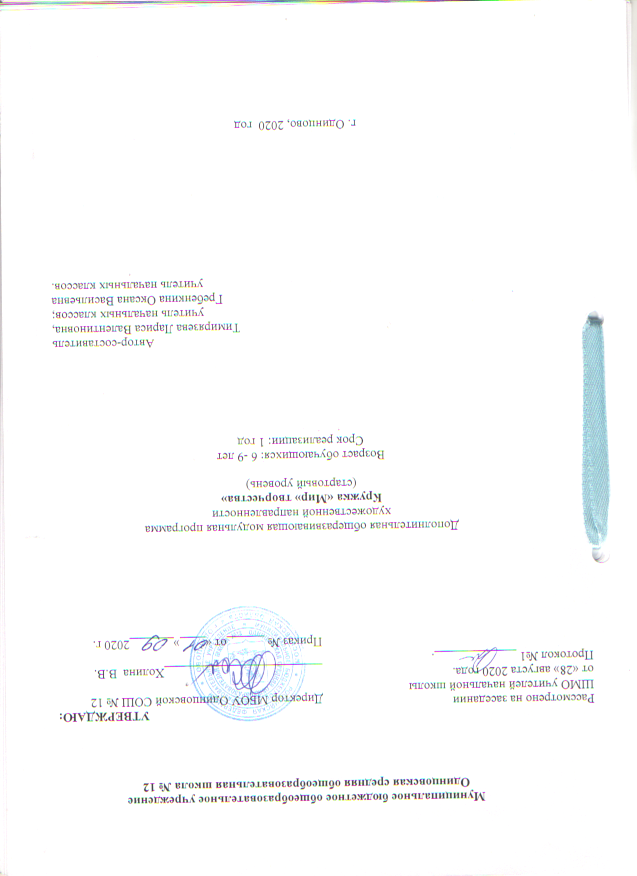 Муниципальное бюджетное общеобразовательное учреждение
Одинцовская средняя общеобразовательная школа № 12
Рассмотрено на заседании
ШМО учителей начальной школы
от «28» августа 2020 года.
Протокол №1
УТВЕРЖДАЮ:
Директор МБОУ Одинцовской СОШ № 12
Холина В.В.
Приказ № от «01» 09 2020 г.
Дополнительная общеразвивающая модульная программа
художественной направленности
Кружка «Мир» творчества»
(стартовый уровень)
Возраст обучающихся: 6 -9 лет
Срок реализации: 1 год
Автор-составитель
Тимирязева Лариса Валентиновна,
учитель начальных классов;
Гребенкина Оксана Васильевна
учитель начальных классов.
г. Одинцово, 2020 год